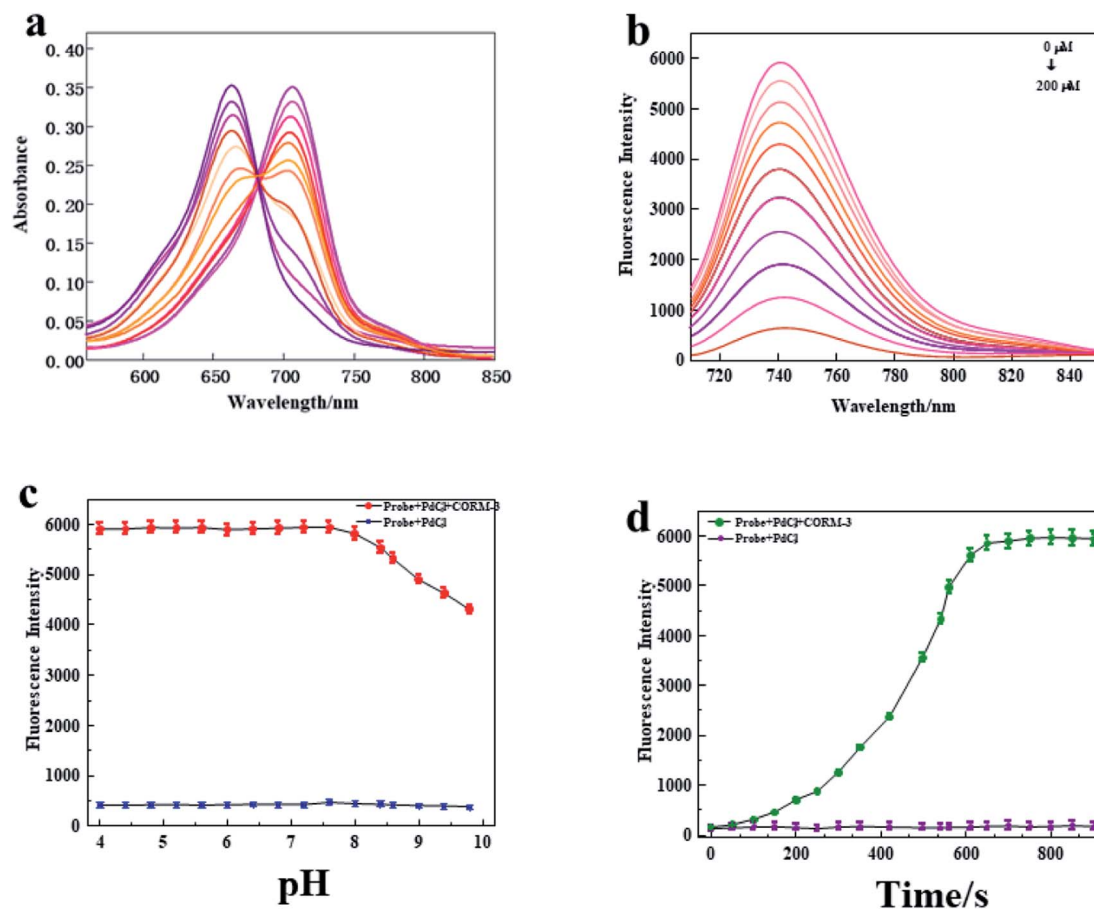 a
0. 40
0. 35
0. 30
0. 25
0. 20
0. 15
0. 10
0. 05
0. 00
Absorbance
600 650 700 750 800 850
Wavelength/nm
b
0 μM
↓
200 μM
6000
5000
4000
3000
2000
1000
0
Fluorescence Intensity
720 740 760 780 800 820 840
Wavelength/nm
c
Probe+PdCl+CORM-3
Probe+PdCl
6000
5000
4000
3000
2000
1000
0
Fluorescence Intensity
4 5 6 7 8 9 10
pH
d
Probe+PdCl+CORM-3
Probe+PdCl
6000
5000
4000
3000
2000
1000
0
Fluorescence Intensity
0 200 400 600 800
Time/s